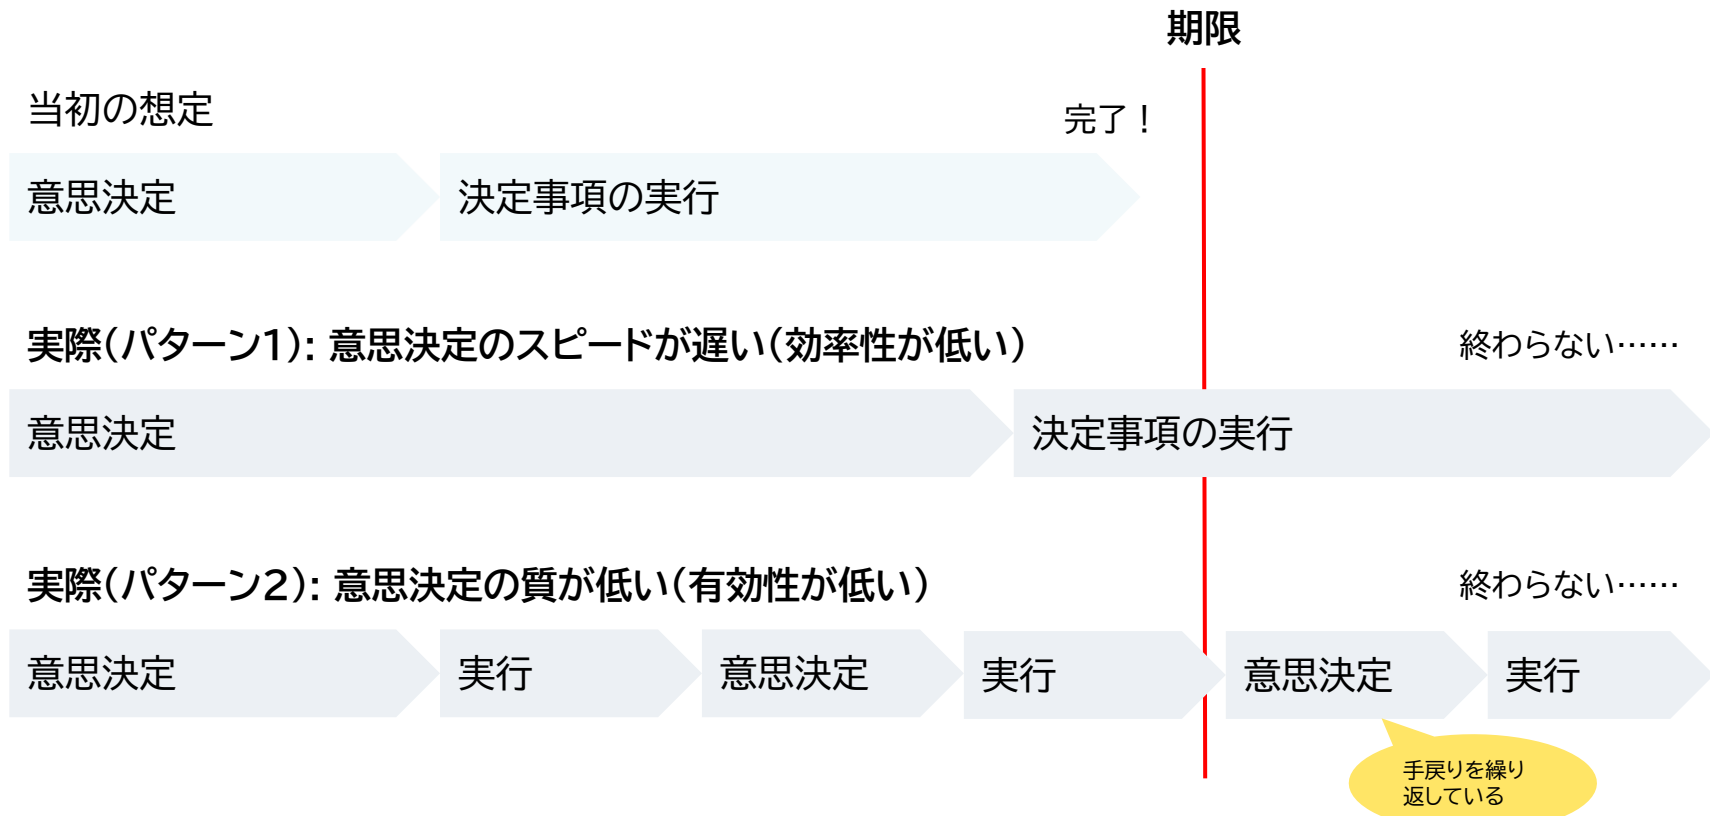 期限
当初の想定
完了！
意思決定
決定事項の実行
実際（パターン１）：意思決定のスピードが遅い（効率性が低い）
終わらない……
意思決定
決定事項の実行
実際（パターン２）：意思決定の質が低い（有効性が低い）
終わらない……
意思決定
実行
意思決定
実行
意思決定
実行
手戻りを繰り
返している